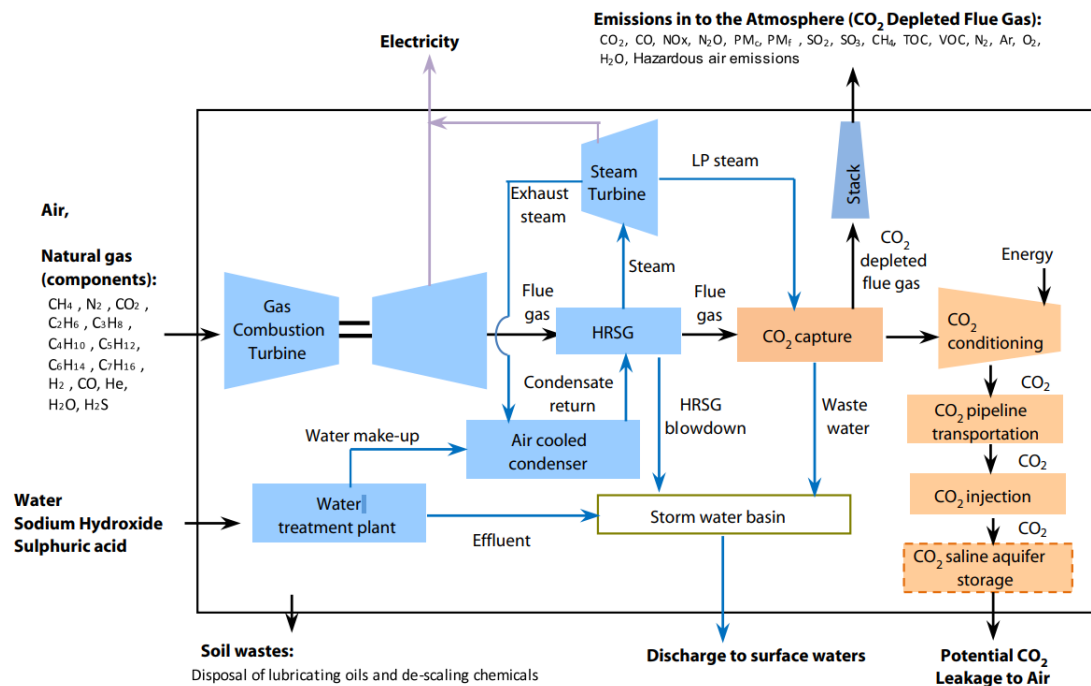 Emissions in to the Atmosphere (CO₂ Depleted Flue Gas):
CO₂, CO, NOx, N₂O, PMc, PMf , SO₂, SO₃, CH₄, TOC, VOC, N₂, Ar, O₂,
H₂O, Hazardous air emissions
Electricity
Air,
Natural gas
(components):
CH₄ , N₂ , CO₂ ,
C₂H₆ , C₃H₈ ,
C₄H₁₀ , C₅H₁₂,
C₆H₁₄ , C₇H₁₆ ,
H₂ , CO, He,
H₂O, H₂S
Gas
Combustion
Turbine
Steam
Turbine
Exhaust
steam
LP steam
Steam
Stack
CO₂
depleted
flue gas
Energy
Flue
gas
HRSG
Flue
gas
CO₂ capture
CO₂
conditioning
CO₂
Condensate
return
HRSG
blowdown
Waste
water
CO₂ pipeline
transportation
CO₂
Water make-up
Air cooled
condenser
CO₂ injection
CO₂
Water
Sodium Hydroxide
Sulphuric acid
Water
treatment plant
Effluent
Storm water basin
CO₂ saline aquifer
storage
Soil wastes:
Disposal of lubricating oils and de-scaling chemicals
Discharge to surface waters
Potential CO₂
Leakage to Air